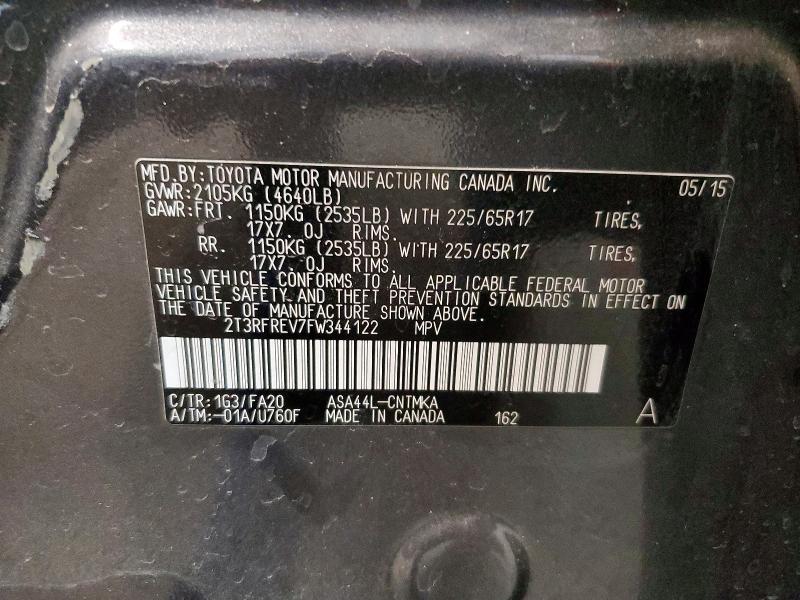 MFD.BY:TOYOTA MOTOR MANUFACTURING CANADA INC. 05/15
GVWR:2105KG (4640LB)
GAWR:FRT. 1150KG (2535LB) WITH 225/65R17 TIRES,
17X7.0J RIMS.
RR. 1150KG (2535LB) WITH 225/65R17 TIRES,
17X7.0J RIMS.
THIS VEHICLE CONFORMS TO ALL APPLICABLE FEDERAL MOTOR
VEHICLE SAFETY AND THEFT PREVENTION STANDARDS IN EFFECT ON
THE DATE OF MANUFACTURE SHOWN ABOVE.
2T3RFREV7FW344122 MPV
C/TR:1G3/FA20 ASA44L-CNTMKA
A/TM:-01A/U760F MADE IN CANADA 162 A